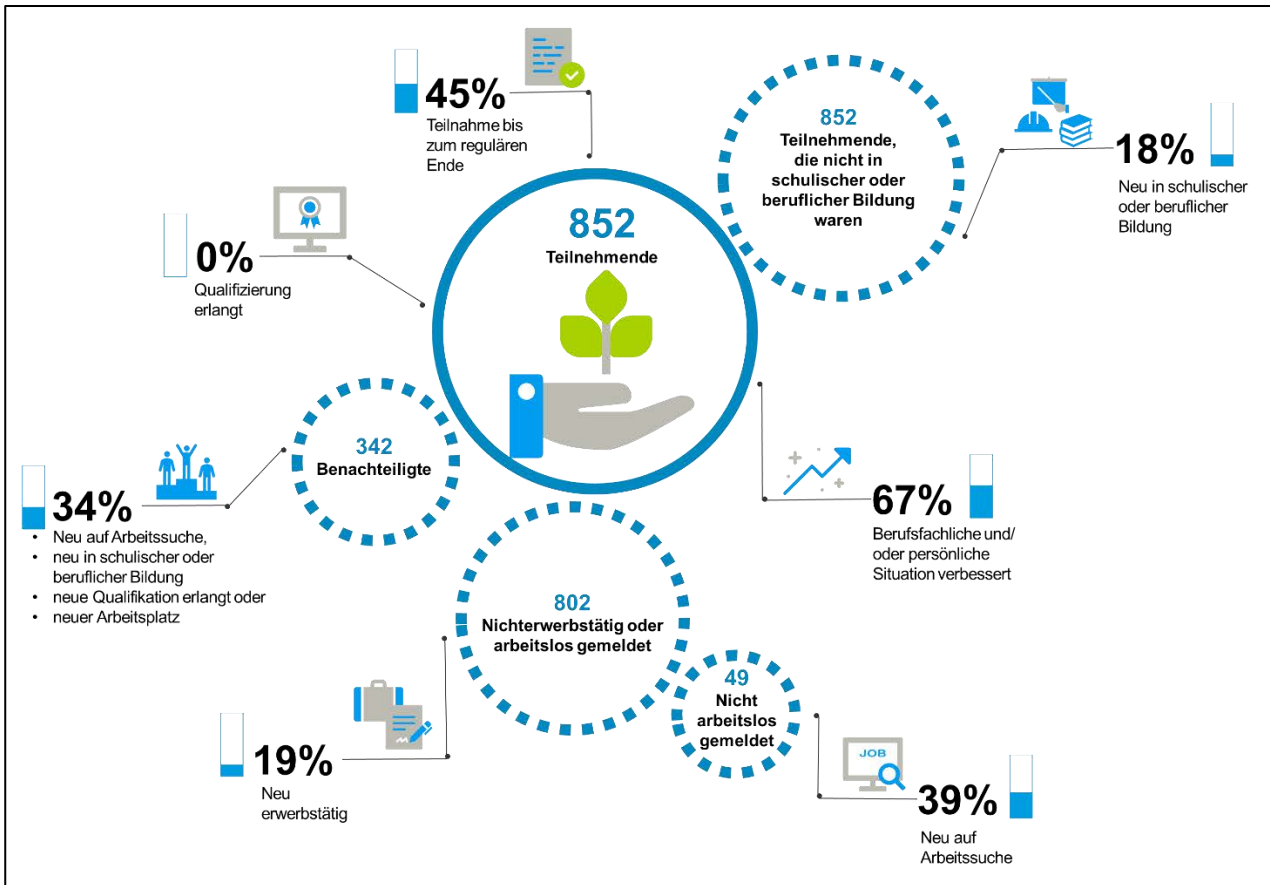 45%
Teilnahme bis
zum regulären
Ende
852
Teilnehmende,
die nicht in
schulischer oder
beruflicher Bildung
waren
18%
Neu in schulischer
oder beruflicher
Bildung
0%
Qualifizierung
erlangt
852
Teilnehmende
342
Benachteiligte
34%
• Neu auf Arbeitssuche,
• neu in schulischer oder
beruflicher Bildung
• neue Qualifikation erlangt oder
• neuer Arbeitsplatz
67%
Berufsfachliche und/
oder persönliche
Situation verbessert
802
Nichterwerbstätig oder
arbeitslos gemeldet
49
Nicht
arbeitslos
gemeldet
19%
Neu
erwerbstätig
JOB
39%
Neu auf
Arbeitssuche